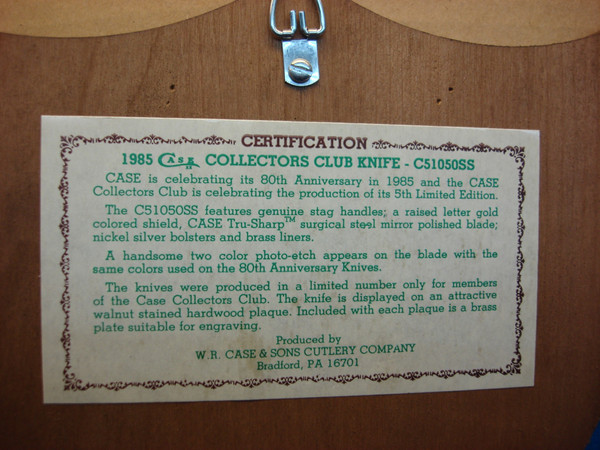 CERTIFICATION
1985 CASE COLLECTORS CLUB KNIFE - C51050SS
CASE is celebrating its 80th Anniversary in 1985 and the CASE
Collectors Club is celebrating the production of its 5th Limited Edition.
The C51050SS features genuine stag handles; a raised letter gold
colored shield, CASE Tru-Sharp™ surgical steel mirror polished blade;
nickel silver bolsters and brass liners.
A handsome two color photo-etch appears on the blade with the
same colors used on the 80th Anniversary Knives.
The knives were produced in a limited number only for members
of the Case Collectors Club. The knife is displayed on an attractive
walnut stained hardwood plaque. Included with each plaque is a brass
plate suitable for engraving.
Produced by
W.R. CASE & SONS CUTLERY COMPANY
Bradford, PA 16701